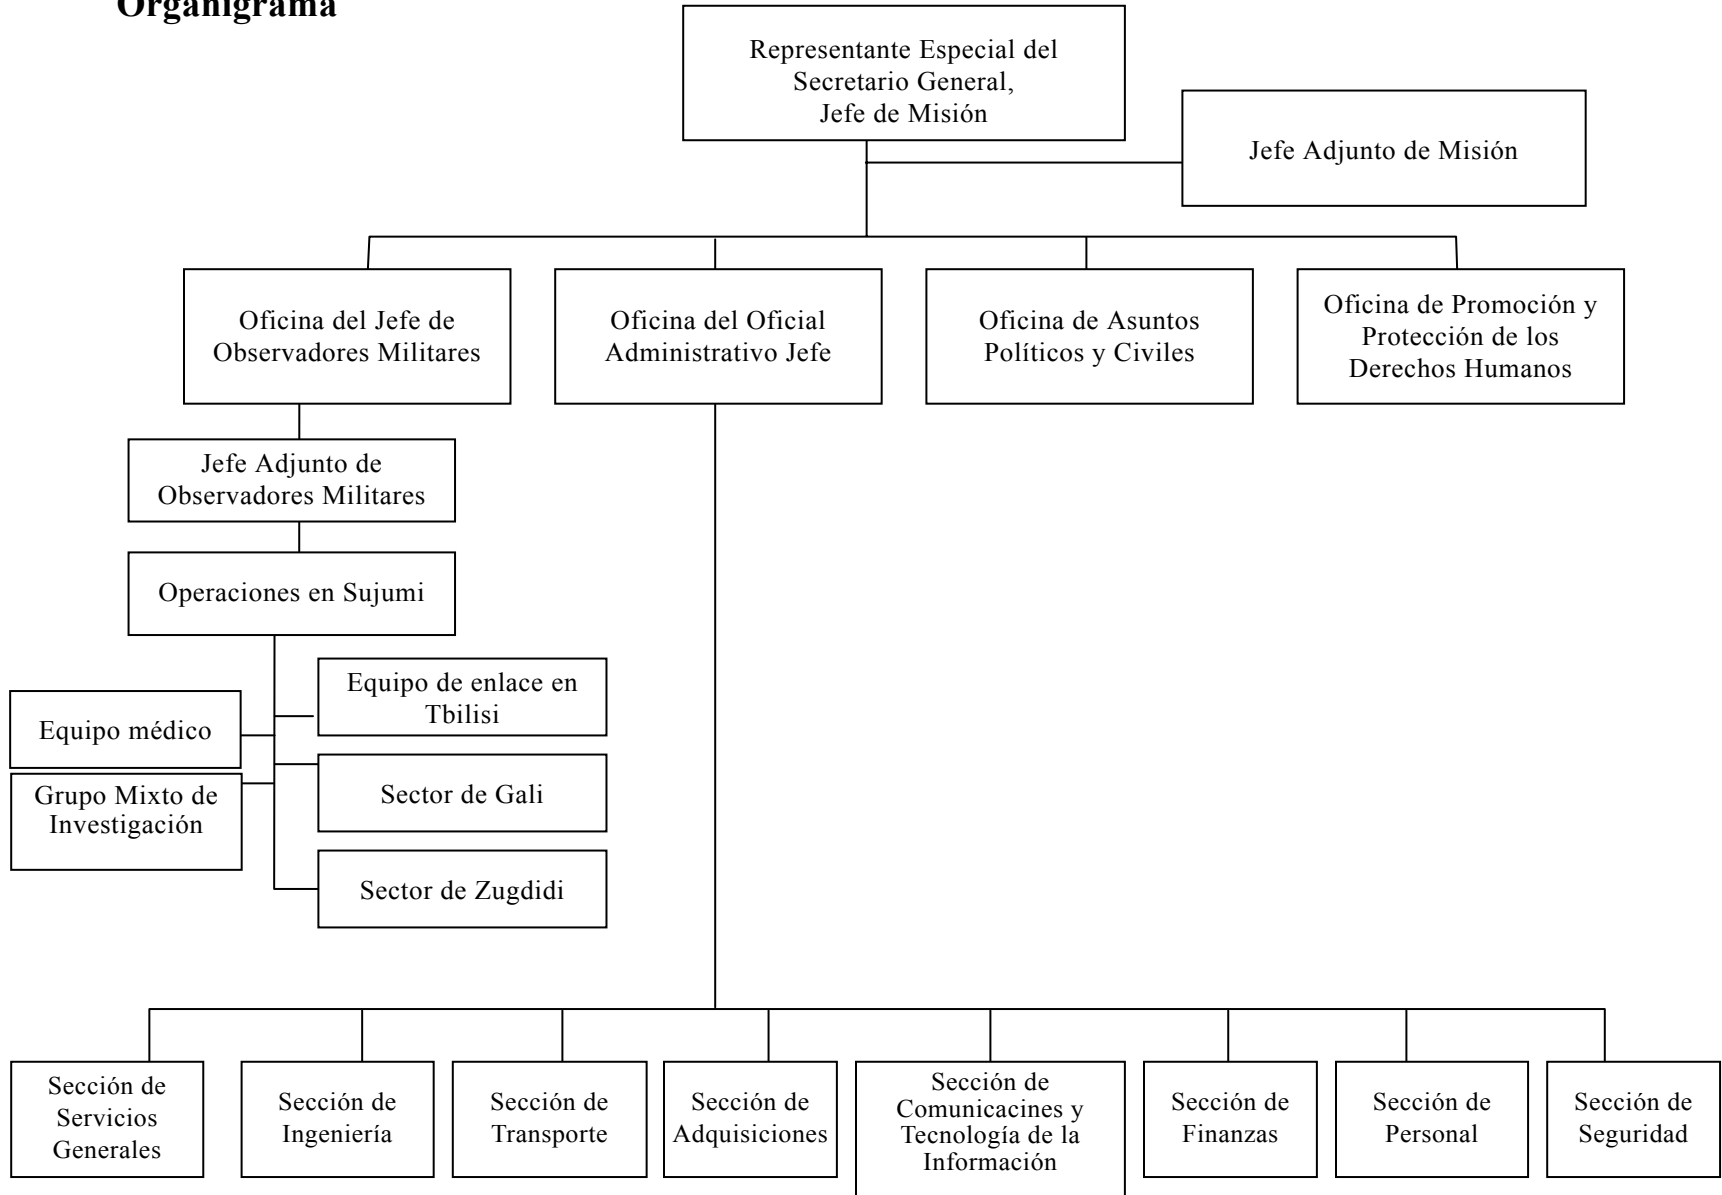 Organigrama
Representante Especial del
Secretario General,
Jefe de Misión
Jefe Adjunto de Misión
Oficina del Jefe de
Observadores Militares
Oficina del Oficial
Administrativo Jefe
Oficina de Asuntos
Políticos y Civiles
Oficina de Promoción y
Protección de los
Derechos Humanos
Jefe Adjunto de
Observadores Militares
Operaciones en Sujumi
Equipo de enlace en
Tbilisi
Equipo médico
Grupo Mixto de
Investigación
Sector de Gali
Sector de Zugdidi
Sección de
Servicios
Generales
Sección de
Ingeniería
Sección de
Transporte
Sección de
Adquisiciones
Sección de
Comunicacines y
Tecnología de la
Información
Sección de
Finanzas
Sección de
Personal
Sección de
Seguridad